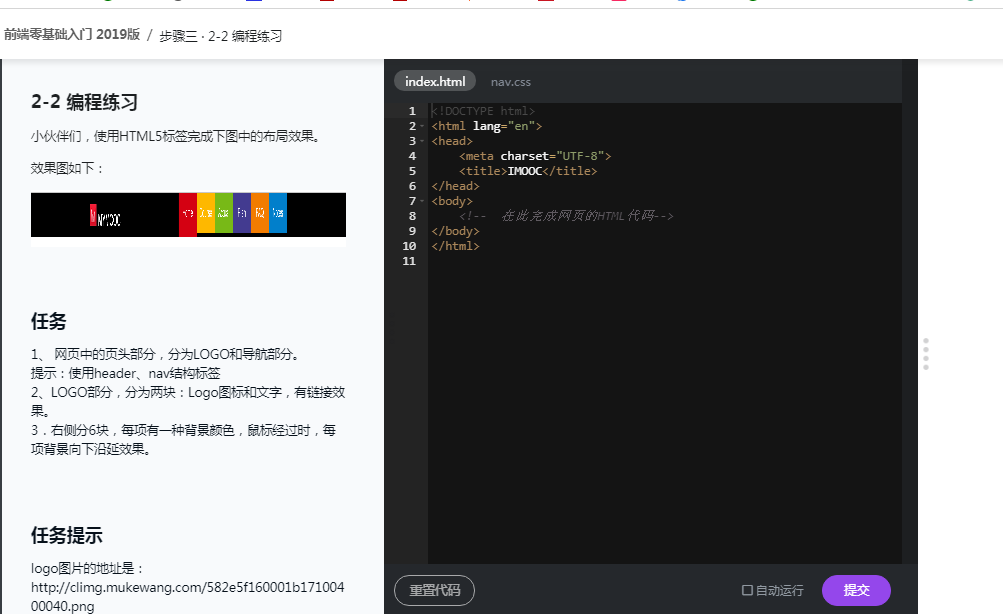 前端零基础入门 2019版 / 步骤三 · 2-2 编程练习
2-2 编程练习
小伙伴们，使用HTML5标签完成下图中的布局效果。
效果图如下：
任务
1、 网页中的页头部分，分为LOGO和导航部分。
提示：使用header、nav结构标签
2、LOGO部分，分为两块：Logo图标和文字，有链接效
果。
3．右侧分6块，每项有一种背景颜色，鼠标经过时，每
项背景向下沿延效果。
任务提示
logo图片的地址是：
http://climg.mukewang.com/582e5f160001b171004
00040.png
index.html nav.css
1 <!DOCTYPE html>
2 <html lang="en">
3 <head>
4 <meta charset="UTF-8">
5 <title>IMOOC</title>
6 </head>
7 <body>
8 <!-- 在此完成网页的HTML代码-->
9 </body>
10 </html>
11
重置代码 自动运行 提交